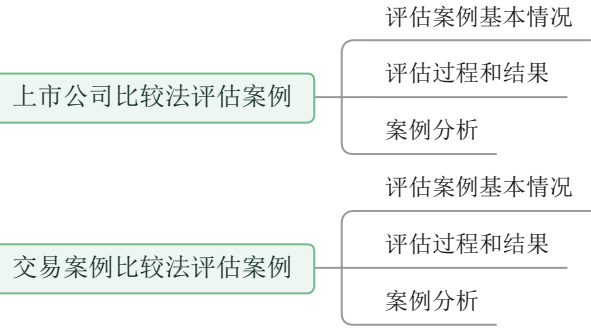 评估案例基本情况
评估过程和结果
上市公司比较法评估案例
案例分析
评估案例基本情况
评估过程和结果
交易案例比较法评估案例
案例分析